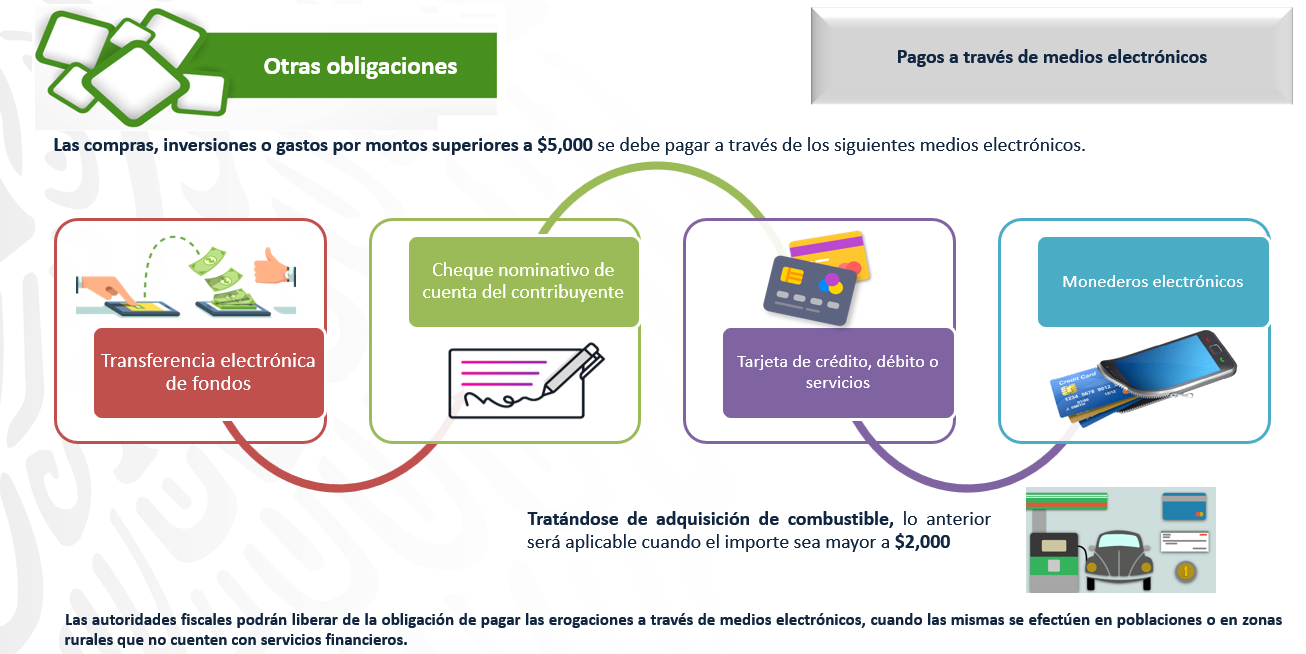 Otras obligaciones
Pagos a través de medios electrónicos
Las compras, inversiones o gastos por montos superiores a $5,000 se debe pagar a través de los siguientes medios electrónicos.
Transferencia electrónica
de fondos
Cheque nominativo de
cuenta del contribuyente
Tarjeta de crédito, débito o
servicios
Monederos electrónicos
Credit Card
Tratándose de adquisición de combustible, lo anterior
será aplicable cuando el importe sea mayor a $2,000
Las autoridades fiscales podrán liberar de la obligación de pagar las erogaciones a través de medios electrónicos, cuando las mismas se efectúen en poblaciones o en zonas
rurales que no cuenten con servicios financieros.